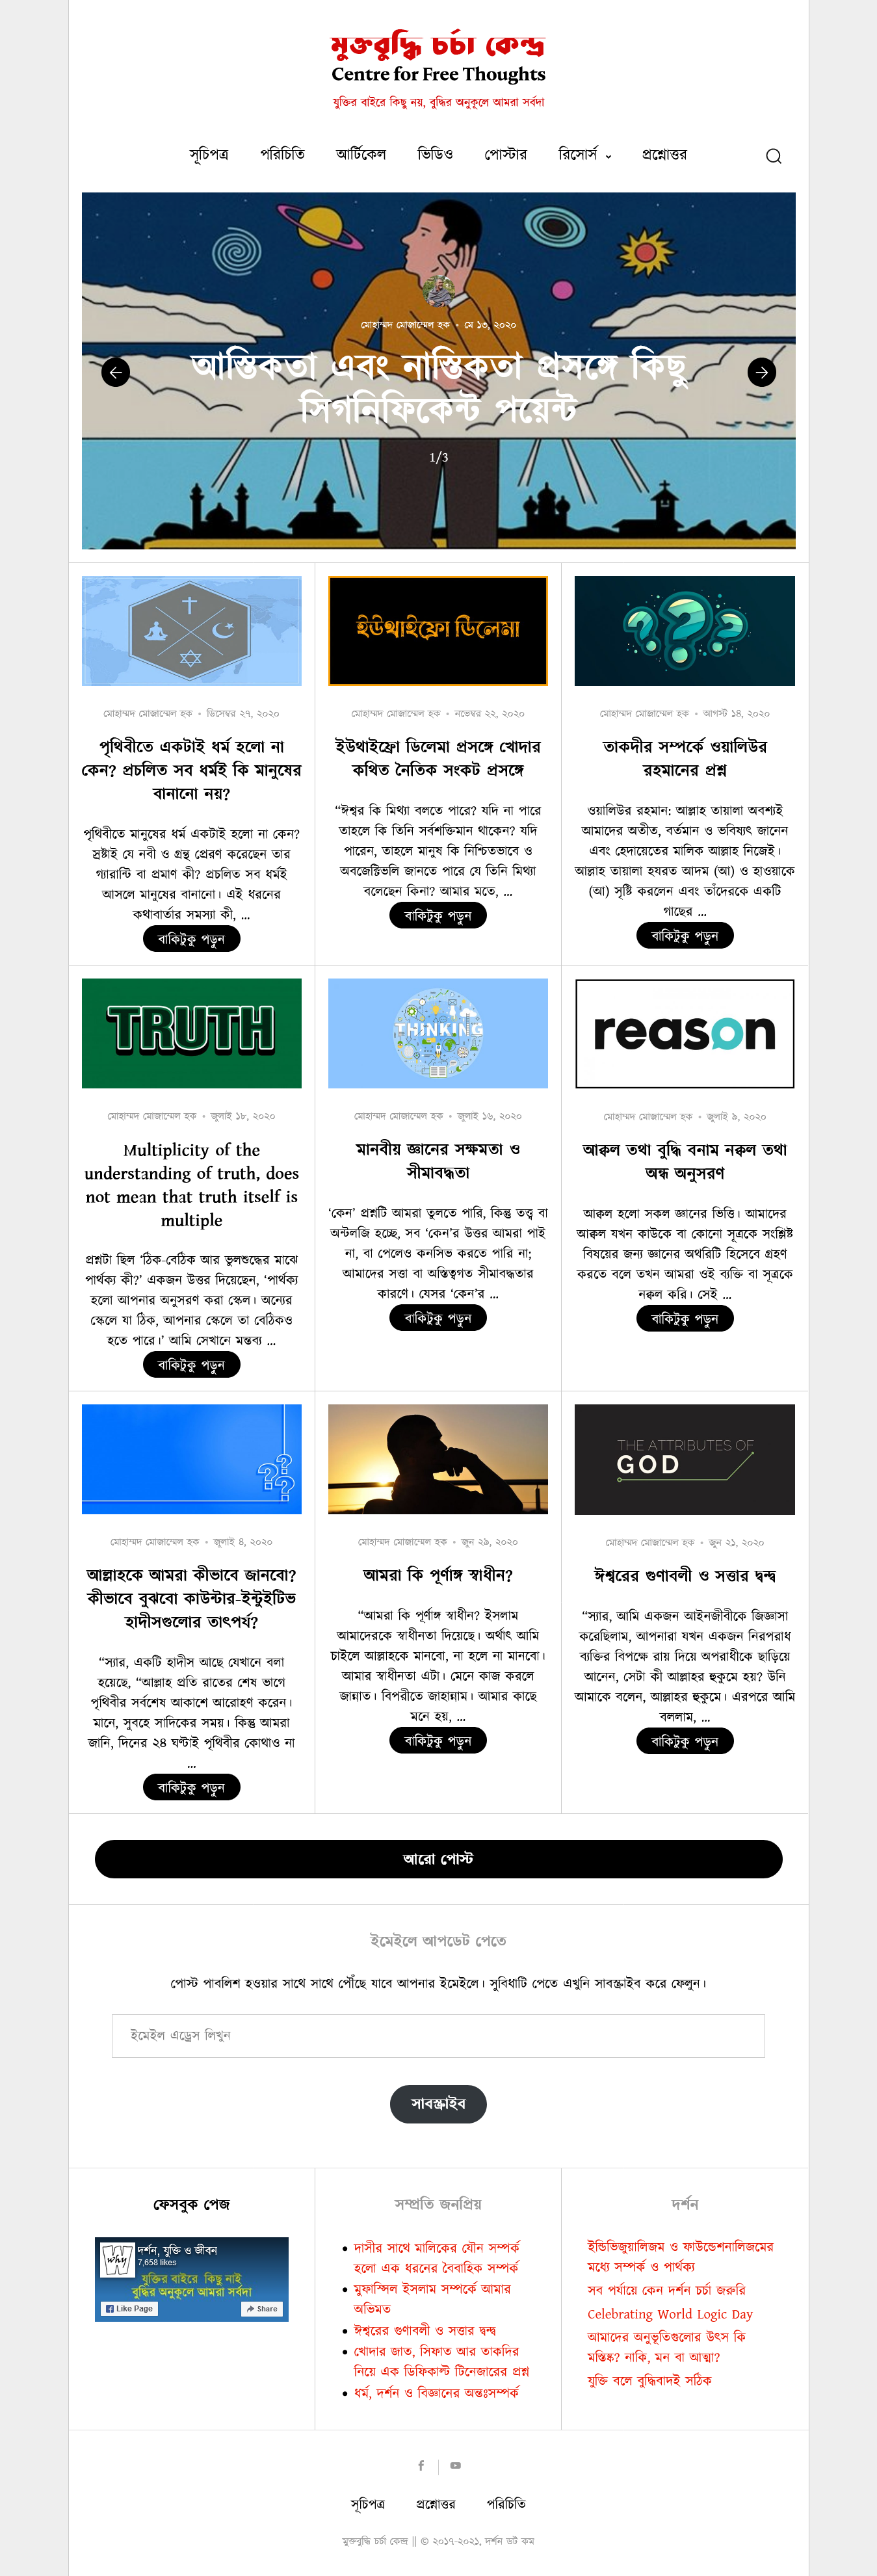 মুক্তবুদ্ধি চর্চা কেন্দ্র
Centre for Free Thoughts
যুক্তির বাইরে কিছু নয়, বুদ্ধির অনুকূলে আমরা সর্বদা
সূচিপত্র পরিচিতি আর্টিকেল ভিডিও পোস্টার রিসোর্স প্রশ্নোত্তর
মোহাম্মদ মোজাম্মেল হক • মে ১৩, ২০২০
আস্তিকতা এবং নাস্তিকতা প্রসঙ্গে কিছু
সিগনিফিকেন্ট পয়েন্ট
1/3
মোহাম্মদ মোজাম্মেল হক • ডিসেম্বর ২৭, ২০২০
পৃথিবীতে একটাই ধর্ম হলো না
কেন? প্রচলিত সব ধর্মই কি মানুষের
বানানো নয়?
পৃথিবীতে মানুষের ধর্ম একটাই হলো না কেন?
স্রষ্টাই যে নবী ও গ্রন্থ প্রেরণ করেছেন তার
গ্যারান্টি বা প্রমাণ কী? প্রচলিত সব ধর্মই
আসলে মানুষের বানানো। এই ধরনের
কথাবার্তার সমস্যা কী, ...
বাকিটুকু পড়ুন
ইউথাইফ্রো ডিলেমা
মোহাম্মদ মোজাম্মেল হক • নভেম্বর ২২, ২০২০
ইউথাইফ্রো ডিলেমা প্রসঙ্গে খোদার
কথিত নৈতিক সংকট প্রসঙ্গে
“ঈশ্বর কি মিথ্যা বলতে পারে? যদি না পারে
তাহলে কি তিনি সর্বশক্তিমান থাকেন? যদি
পারেন, তাহলে মানুষ কি নিশ্চিতভাবে ও
অবজেক্টিভলি জানতে পারে যে তিনি মিথ্যা
বলেছেন কিনা? আমার মতে, ...
বাকিটুকু পড়ুন
???
মোহাম্মদ মোজাম্মেল হক • আগস্ট ১৪, ২০২০
তাকদীর সম্পর্কে ওয়ালিউর
রহমানের প্রশ্ন
ওয়ালিউর রহমান: আল্লাহ তায়ালা অবশ্যই
আমাদের অতীত, বর্তমান ও ভবিষ্যৎ জানেন
এবং হেদায়েতের মালিক আল্লাহ নিজেই।
আল্লাহ তায়ালা হযরত আদম (আ) ও হাওয়াকে
(আ) সৃষ্টি করলেন এবং তাঁদেরকে একটি
গাছের ...
বাকিটুকু পড়ুন
TRUTH
মোহাম্মদ মোজাম্মেল হক • জুলাই ১৮, ২০২০
Multiplicity of the
understanding of truth, does
not mean that truth itself is
multiple
প্রশ্নটা ছিল ‘ঠিক-বেঠিক আর ভুলশুদ্ধের মাঝে
পার্থক্য কী?’ একজন উত্তর দিয়েছেন, ‘পার্থক্য
হলো আপনার অনুসরণ করা স্কেল। অন্যের
স্কেলে যা ঠিক, আপনার স্কেলে তা বেঠিকও
হতে পারে।’ আমি সেখানে মন্তব্য ...
বাকিটুকু পড়ুন
THINKING
মোহাম্মদ মোজাম্মেল হক • জুলাই ১৬, ২০২০
মানবীয় জ্ঞানের সক্ষমতা ও
সীমাবদ্ধতা
‘কেন’ প্রশ্নটি আমরা তুলতে পারি, কিন্তু তত্ত্ব বা
অন্টলজি হচ্ছে, সব ‘কেন’র উত্তর আমরা পাই
না, বা পেলেও কনসিভ করতে পারি না;
আমাদের সত্তা বা অস্তিত্বগত সীমাবদ্ধতার
কারণে। যেসব ‘কেন’র ...
বাকিটুকু পড়ুন
reason
মোহাম্মদ মোজাম্মেল হক • জুলাই ৯, ২০২০
আক্বল তথা বুদ্ধি বনাম নক্বল তথা
অন্ধ অনুসরণ
আক্বল হলো সকল জ্ঞানের ভিত্তি। আমাদের
আক্বল যখন কাউকে বা কোনো সূত্রকে সংশ্লিষ্ট
বিষয়ের জন্য জ্ঞানের অথরিটি হিসেবে গ্রহণ
করতে বলে তখন আমরা ওই ব্যক্তি বা সূত্রকে
নক্বল করি। সেই ...
বাকিটুকু পড়ুন
???
মোহাম্মদ মোজাম্মেল হক • জুলাই ৪, ২০২০
আল্লাহকে আমরা কীভাবে জানবো?
কীভাবে বুঝবো কাউন্টার-ইন্টুইটিভ
হাদীসগুলোর তাৎপর্য?
“স্যার, একটি হাদীস আছে যেখানে বলা
হয়েছে, “আল্লাহ প্রতি রাতের শেষ ভাগে
পৃথিবীর সর্বশেষ আকাশে আরোহণ করেন।
মানে, সুবহে সাদিকের সময়। কিন্তু আমরা
জানি, দিনের ২৪ ঘণ্টাই পৃথিবীর কোথাও না
...
বাকিটুকু পড়ুন
মোহাম্মদ মোজাম্মেল হক • জুন ২৯, ২০২০
আমরা কি পূর্ণাঙ্গ স্বাধীন?
“আমরা কি পূর্ণাঙ্গ স্বাধীন? ইসলাম
আমাদেরকে স্বাধীনতা দিয়েছে। অর্থাৎ আমি
চাইলে আল্লাহকে মানবো, না হলে না মানবো।
আমার স্বাধীনতা এটা। মেনে কাজ করলে
জান্নাত। বিপরীতে জাহান্নাম। আমার কাছে
মনে হয়, ...
বাকিটুকু পড়ুন
THE ATTRIBUTES OF
GOD
মোহাম্মদ মোজাম্মেল হক • জুন ২১, ২০২০
ঈশ্বরের গুণাবলী ও সত্তার দ্বন্দ্ব
“স্যার, আমি একজন আইনজীবীকে জিজ্ঞাসা
করেছিলাম, আপনারা যখন একজন নিরপরাধ
ব্যক্তির বিপক্ষে রায় দিয়ে অপরাধীকে ছাড়িয়ে
আনেন, সেটা কী আল্লাহর হুকুমে হয়? উনি
আমাকে বলেন, আল্লাহর হুকুমে। এরপরে আমি
বললাম, ...
বাকিটুকু পড়ুন
আরো পোস্ট
ইমেইলে আপডেট পেতে
পোস্ট পাবলিশ হওয়ার সাথে সাথে পৌঁছে যাবে আপনার ইমেইলে। সুবিধাটি পেতে এখুনি সাবস্ক্রাইব করে ফেলুন।
ইমেইল এড্রেস লিখুন
সাবস্ক্রাইব
ফেসবুক পেজ
why
দর্শন, যুক্তি ও জীবন
7,658 likes
যুক্তির বাইরে কিছু নাই
বুদ্ধির অনুকূলে আমরা সর্বদা
Like Page
Share
সম্প্রতি জনপ্রিয়
দাসীর সাথে মালিকের যৌন সম্পর্ক
হলো এক ধরনের বৈবাহিক সম্পর্ক
মুফাস্সিল ইসলাম সম্পর্কে আমার
অভিমত
ঈশ্বরের গুণাবলী ও সত্তার দ্বন্দ্ব
খোদার জাত, সিফাত আর তাকদির
নিয়ে এক ডিফিকাল্ট টিনেজারের প্রশ্ন
ধর্ম, দর্শন ও বিজ্ঞানের অন্তঃসম্পর্ক
দর্শন
ইন্ডিভিজুয়ালিজম ও ফাউন্ডেশনালিজমের
মধ্যে সম্পর্ক ও পার্থক্য
সব পর্যায়ে কেন দর্শন চর্চা জরুরি
Celebrating World Logic Day
আমাদের অনুভূতিগুলোর উৎস কি
মস্তিষ্ক? নাকি, মন বা আত্মা?
যুক্তি বলে বুদ্ধিবাদই সঠিক
সূচিপত্র প্রশ্নোত্তর পরিচিতি
মুক্তবুদ্ধি চর্চা কেন্দ্র || © ২০১৭-২০২১, দর্শন ডট কম